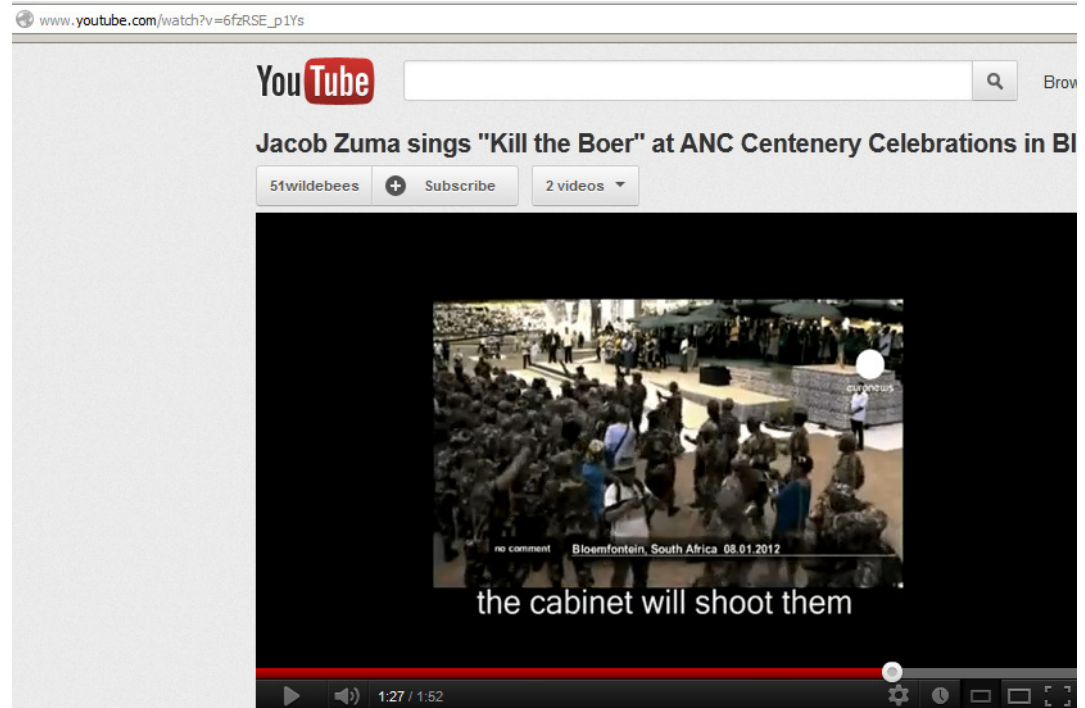 www.youtube.com/watch?v=6fzRSE_p1Ys
YouTube
Brow
Jacob Zuma sings "Kill the Boer" at ANC Centenery Celebrations in Bl
51wildebees Subscribe 2 videos
euronews
no comment Bloemfontein, South Africa 08.01.2012
the cabinet will shoot them
1:27 / 1:52